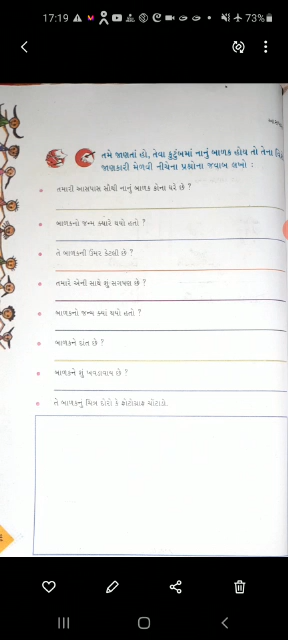 17:19
73%
તમે જાણતાં હો, તેવા કુટુંબમાં નાનું બાળક હોય તો તેના વિશે
જાણકારી મેળવી નીચેના પ્રશ્નોના જવાબ લખો :
તમારી આસપાસ સૌથી નાનું બાળક કોના ઘરે છે ?
બાળકનો જન્મ ક્યારે થયો હતો ?
તે બાળકની ઉંમર કેટલી છે ?
તમારે એની સાથે શું સગપણ છે ?
બાળકનો જન્મ ક્યાં થયો હતો ?
બાળકને દાંત છે ?
બાળકને શું ખવડાવાય છે ?
તે બાળકનું ચિત્ર દોરો કે ફોટોગ્રાફ ચોંટાડો.